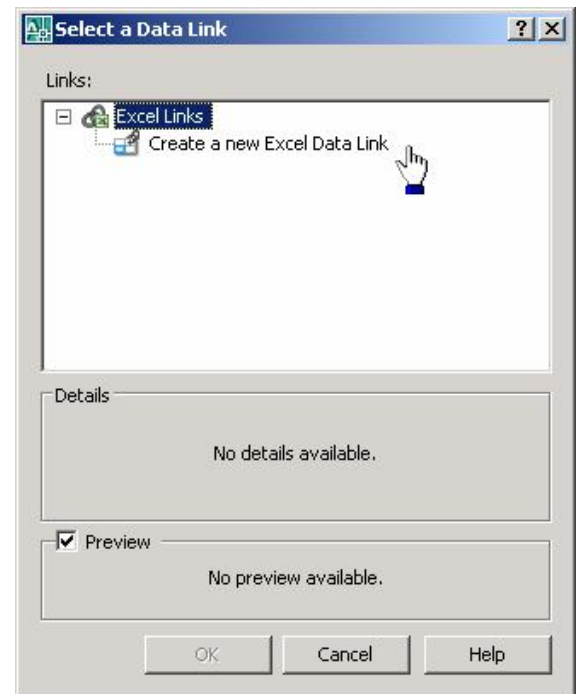 Select a Data Link
Links:
Excel Links
Create a new Excel Data Link
Details
No details available.
Preview
No preview available.
OK Cancel Help